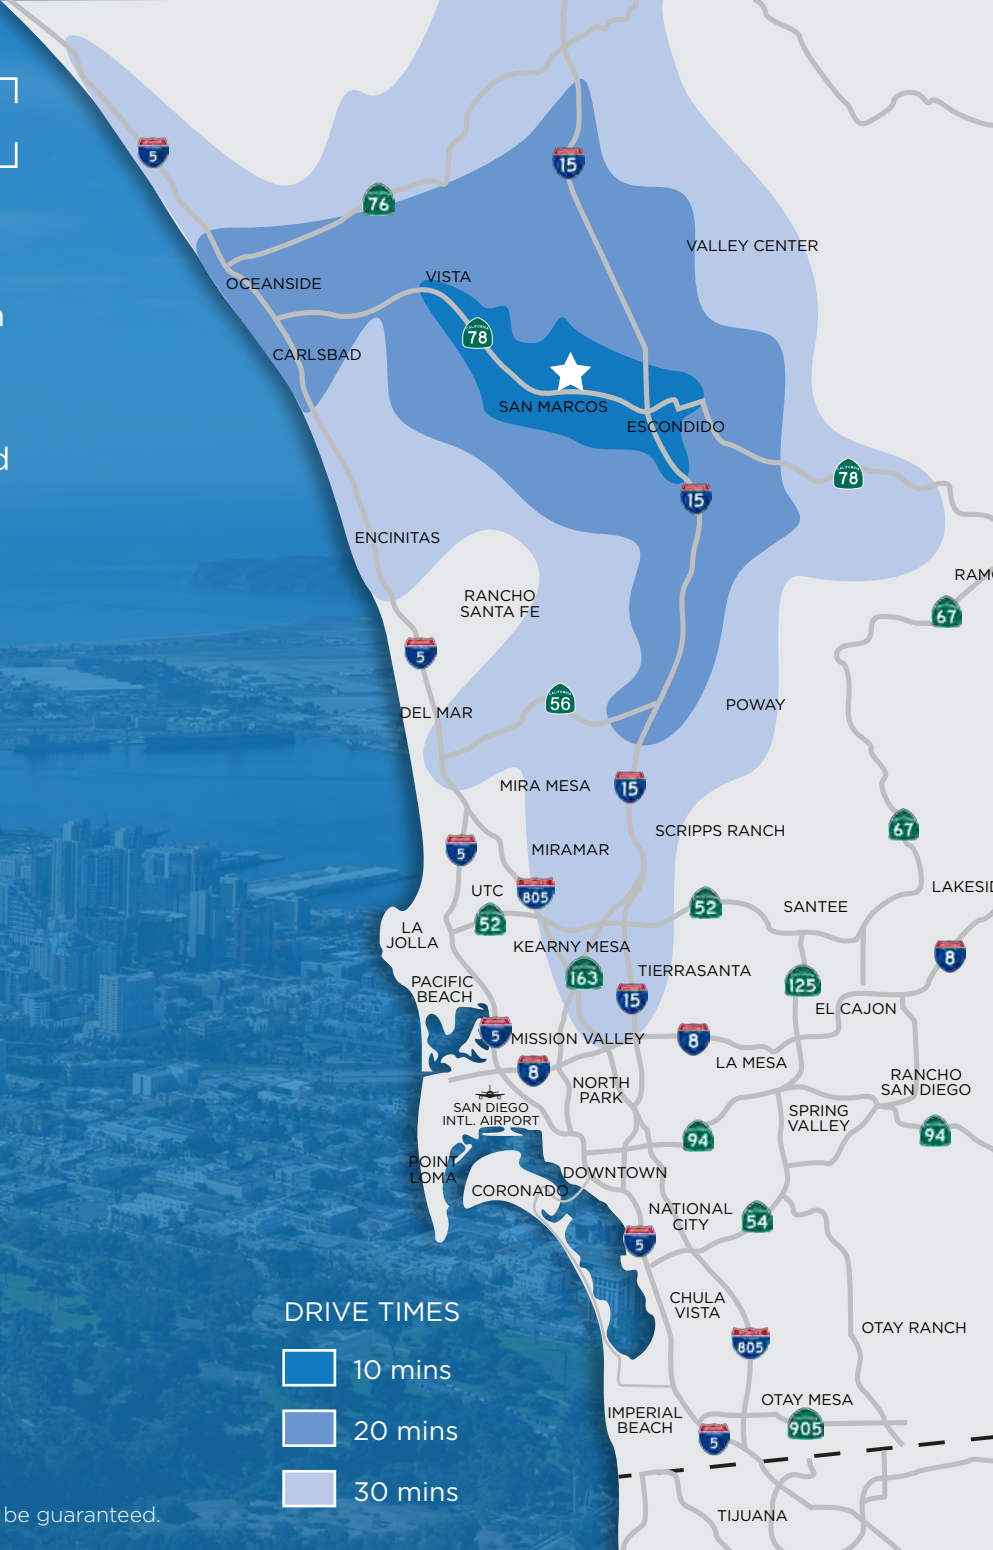 5
15
76
VALLEY CENTER
VISTA
OCEANSIDE
CALIFORNIA
78
CARLSBAD
SAN MARCOS
ESCONDIDO
CALIFORNIA
78
15
d
ENCINITAS
RAM
RANCHO
SANTA FE
67
5
CALIFORNIA
56
POWAY
DEL MAR
MIRA MESA
15
SCRIPPS RANCH
67
5
MIRAMAR
UTC
805
LAKESID
52
52
SANTEE
LA
JOLLA
KEARNY MESA
8
163
TIERRASANTA
125
PACIFIC
BEACH
15
EL CAJON
5
MISSION VALLEY
8
LA MESA
8
NORTH
PARK
RANCHO
SAN DIEGO
SAN DIEGO
INTL. AIRPORT
SPRING
VALLEY
94
94
POINT
LOMA
DOWNTOWN
CORONADO
NATIONAL
CITY
54
5
CHULA
VISTA
DRIVE TIMES
OTAY RANCH
805
10 mins
OTAY MESA
IMPERIAL
BEACH
905
20 mins
5
30 mins
be guaranteed.
TIJUANA